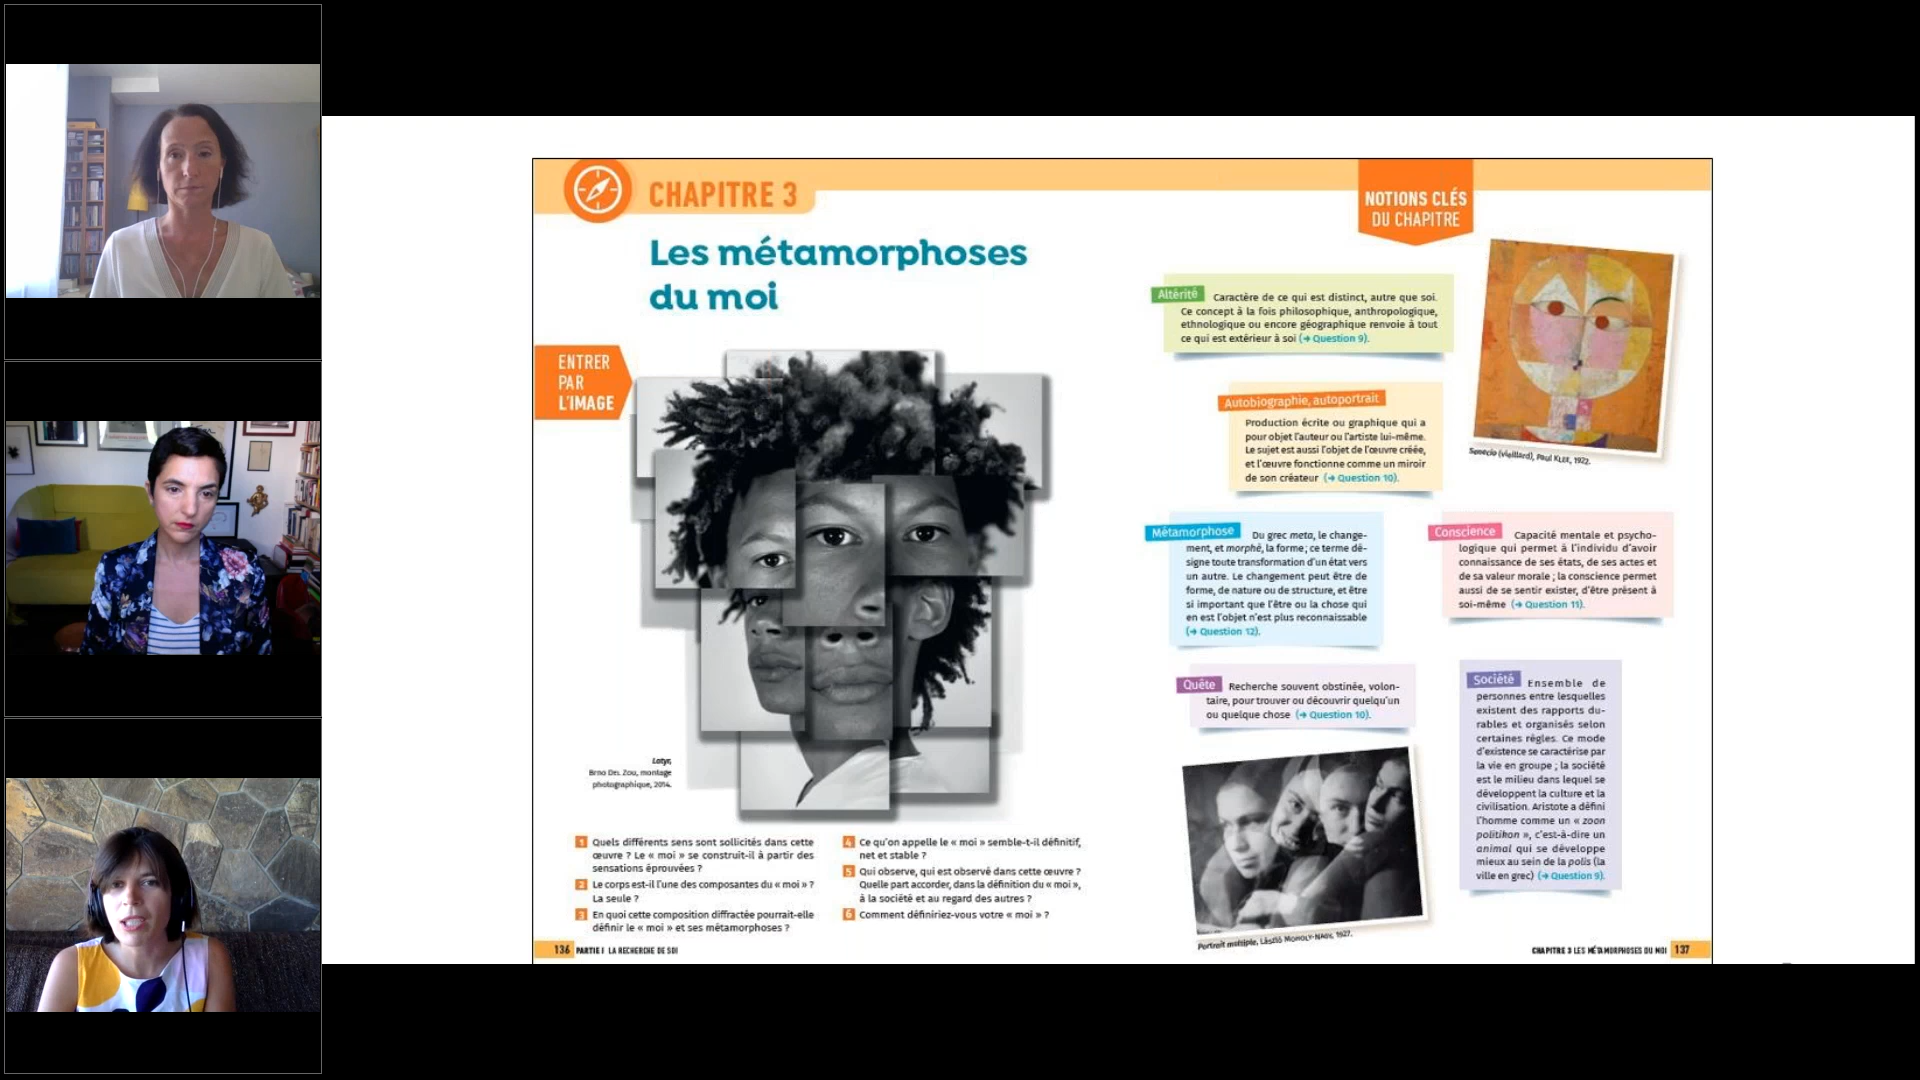 CHAPITRE 3
Les métamorphoses
du moi
ENTRER
PAR
L'IMAGE
Latyr,
Brno Del Zou, montage
photographique, 2014.
1 Quels différents sens sont sollicités dans cette
œuvre ? Le « moi » se construit-il à partir des
sensations éprouvées ?
2 Le corps est-il l'une des composantes du « moi » ?
La seule ?
3 En quoi cette composition diffractée pourrait-elle
définir le « moi » et ses métamorphoses ?
4 Ce qu'on appelle le « moi » semble-t-il définitif,
net et stable ?
5 Qui observe, qui est observé dans cette œuvre ?
Quelle part accorder, dans la définition du « moi »,
à la société et au regard des autres ?
6 Comment définiriez-vous votre « moi » ?
136 PARTIE I LA RECHERCHE DE SOI
NOTIONS CLÉS
DU CHAPITRE
Altérité Caractère de ce qui est distinct, autre que soi.
Ce concept à la fois philosophique, anthropologique,
ethnologique ou encore géographique renvoie à tout
ce qui est extérieur à soi (→ Question 9).
Senecio (vieillard), Paul Klee, 1922.
Autobiographie, autoportrait
Production écrite ou graphique qui a
pour objet l'auteur ou l'artiste lui-même.
Le sujet est aussi l'objet de l'œuvre créée,
et l'œuvre fonctionne comme un miroir
de son créateur (→ Question 10).
Métamorphose Du grec meta, le change-
ment, et morphé, la forme ; ce terme dé-
signe toute transformation d'un état vers
un autre. Le changement peut être de
forme, de nature ou de structure, et être
si important que l'être ou la chose qui
en est l'objet n'est plus reconnaissable
(→ Question 12).
Conscience Capacité mentale et psycho-
logique qui permet à l'individu d'avoir
connaissance de ses états, de ses actes et
de sa valeur morale ; la conscience permet
aussi de se sentir exister, d'être présent à
soi-même (→ Question 11).
Quête Recherche souvent obstinée, volon-
taire, pour trouver ou découvrir quelqu'un
ou quelque chose (→ Question 10).
Société Ensemble de
personnes entre lesquelles
existent des rapports du-
rables et organisés selon
certaines règles. Ce mode
d'existence se caractérise par
la vie en groupe ; la société
est le milieu dans lequel se
développent la culture et la
civilisation. Aristote a défini
l'homme comme un « zoon
politikon », c'est-à-dire un
animal qui se développe
mieux au sein de la polis (la
ville en grec) (→ Question 9).
Portrait multiple, László Moholy-Nagy, 1927.
CHAPITRE 3 LES MÉTAMORPHOSES DU MOI 137